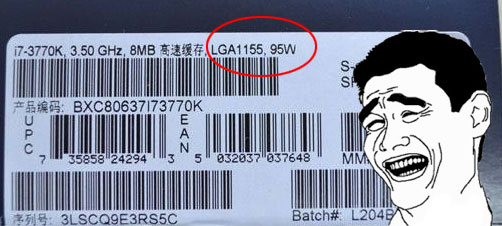 i7-3770K, 3.50 GHz, 8MB 高速缓存, LGA1155, 95W
S-
产品编码: BXC80637I73770K
UPC
EAN
7 35858 24294 3
5 032037 037648
MM
序列号: 3LSCQ9E3RS5C
Batch#: L204B